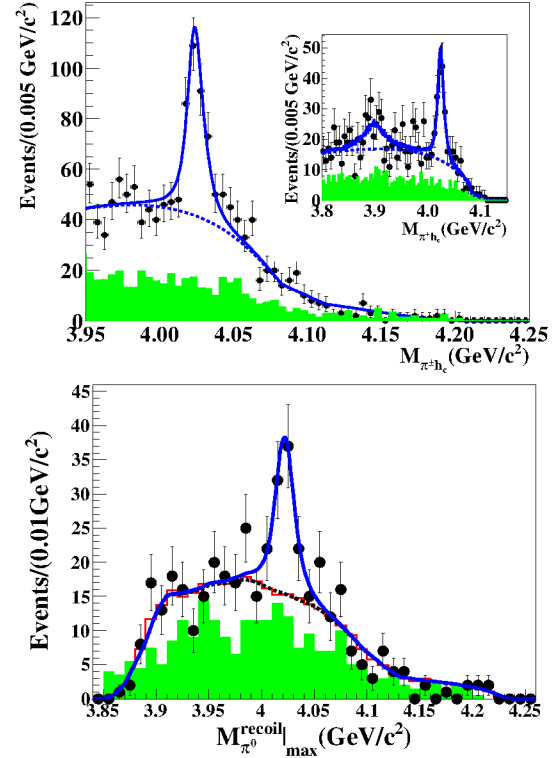 Events/(0.005 GeV/c²)
120
100
80
60
40
20
0
3.95 4.00 4.05 4.10 4.15 4.20 4.25
M_{π±h_c}(GeV/c²)
Events/(0.005 GeV/c²)
50
40
30
20
10
0
3.8 3.9 4.0 4.1
M_{π⁺h_c}(GeV/c²)
Events/(0.01GeV/c²)
45
40
35
30
25
20
15
10
5
0
3.85 3.9 3.95 4 4.05 4.1 4.15 4.2 4.25
M_{π⁰}^{recoil}|_{max}(GeV/c²)